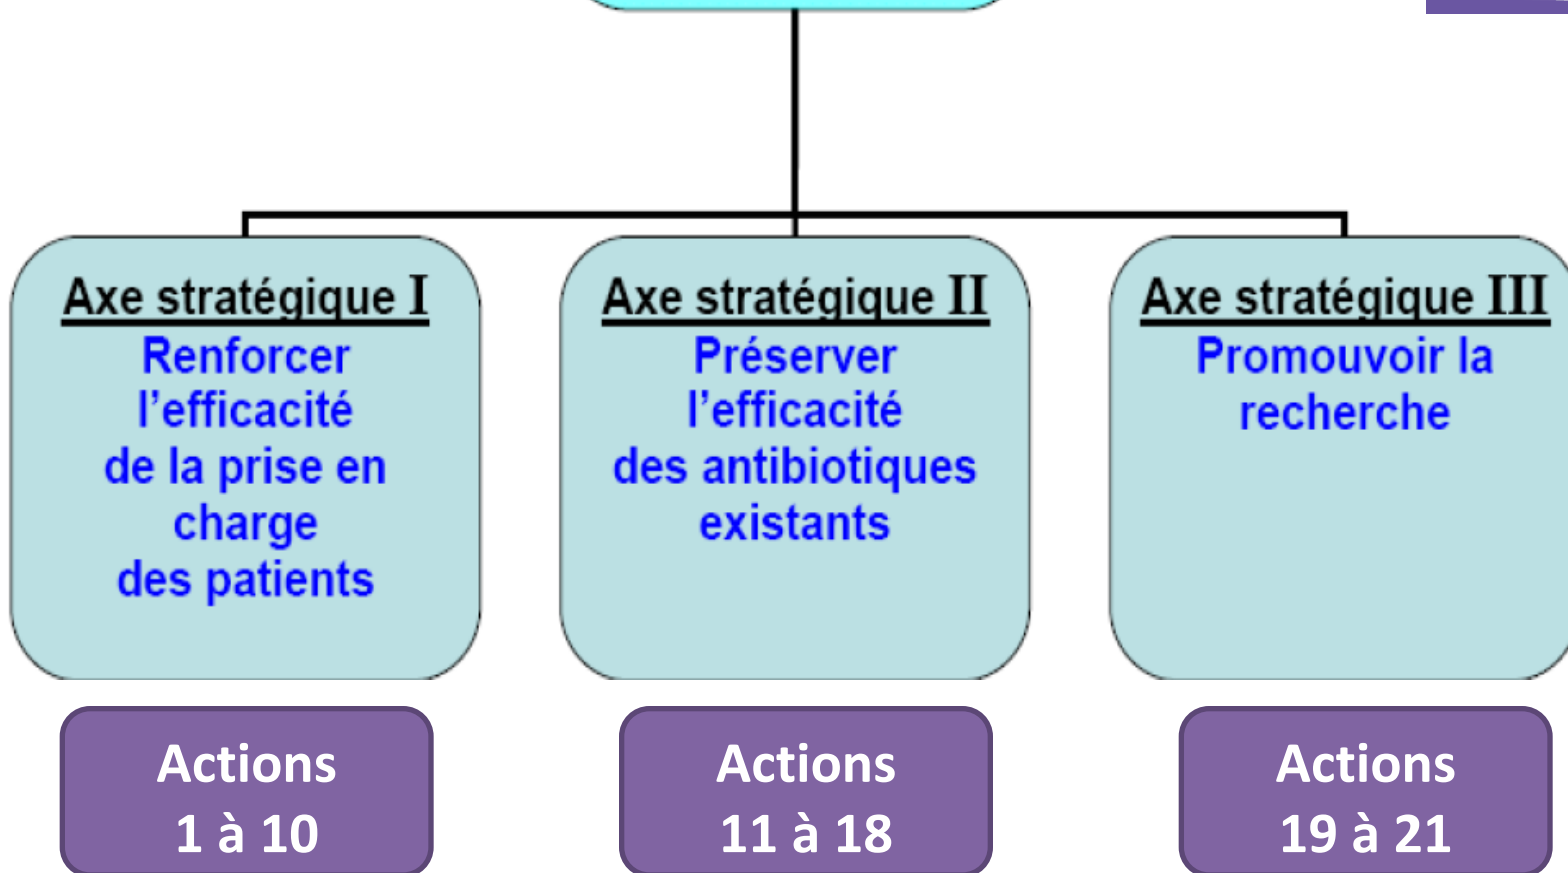 Axe stratégique I
Renforcer
l’efficacité
de la prise en
charge
des patients
Axe stratégique II
Préserver
l’efficacité
des antibiotiques
existants
Axe stratégique III
Promouvoir la
recherche
Actions
1 à 10
Actions
11 à 18
Actions
19 à 21